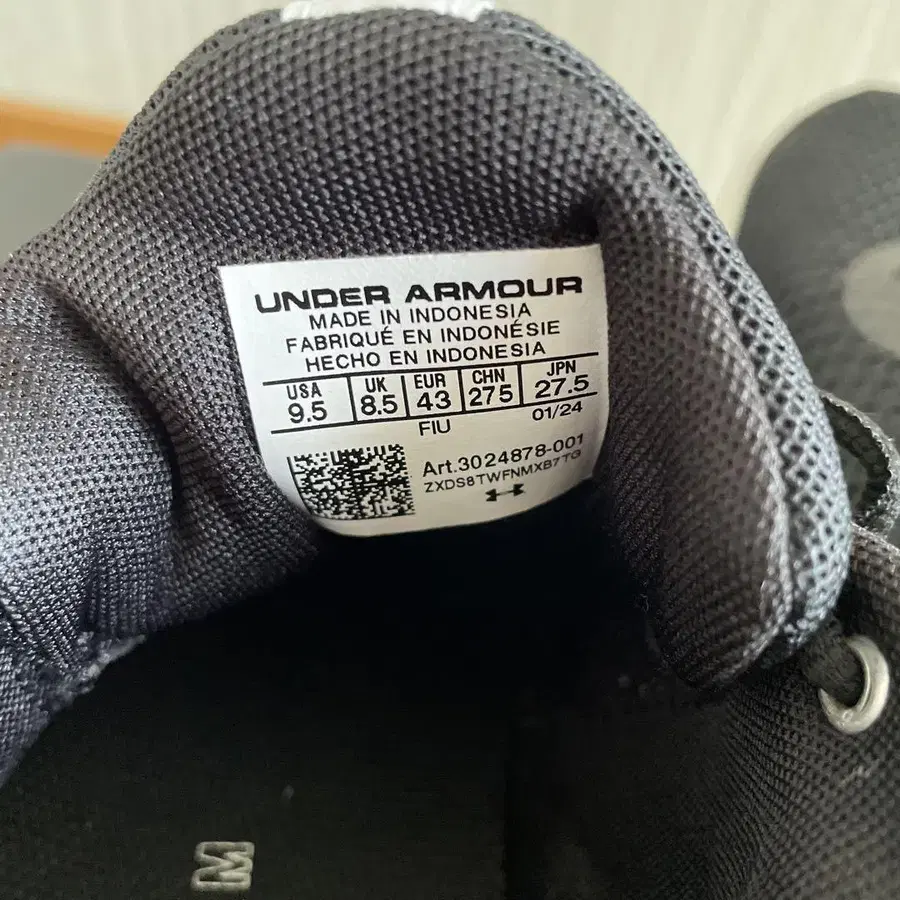 UNDER ARMOUR
MADE IN INDONESIA
FABRIQUÉ EN INDONÉSIE
HECHO EN INDONESIA
USA UK EUR CHN JPN
9.5 8.5 43 275 27.5
FIU 01/24
Art.3024878-001
ZXDS8TWFNMXB7TG
M